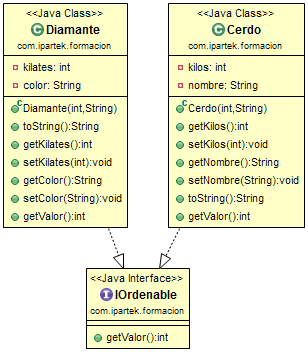 <<Java Class>>
Diamante
com.ipartek.formacion
kilates: int
color: String
Diamante(int,String)
toString():String
getKilates():int
setKilates(int):void
getColor():String
setColor(String):void
getValor():int
<<Java Class>>
Cerdo
com.ipartek.formacion
kilos: int
nombre: String
Cerdo(int,String)
getKilos():int
setKilos(int):void
getNombre():String
setNombre(String):void
toString():String
getValor():int
<<Java Interface>>
IOrdenable
com.ipartek.formacion
getValor():int